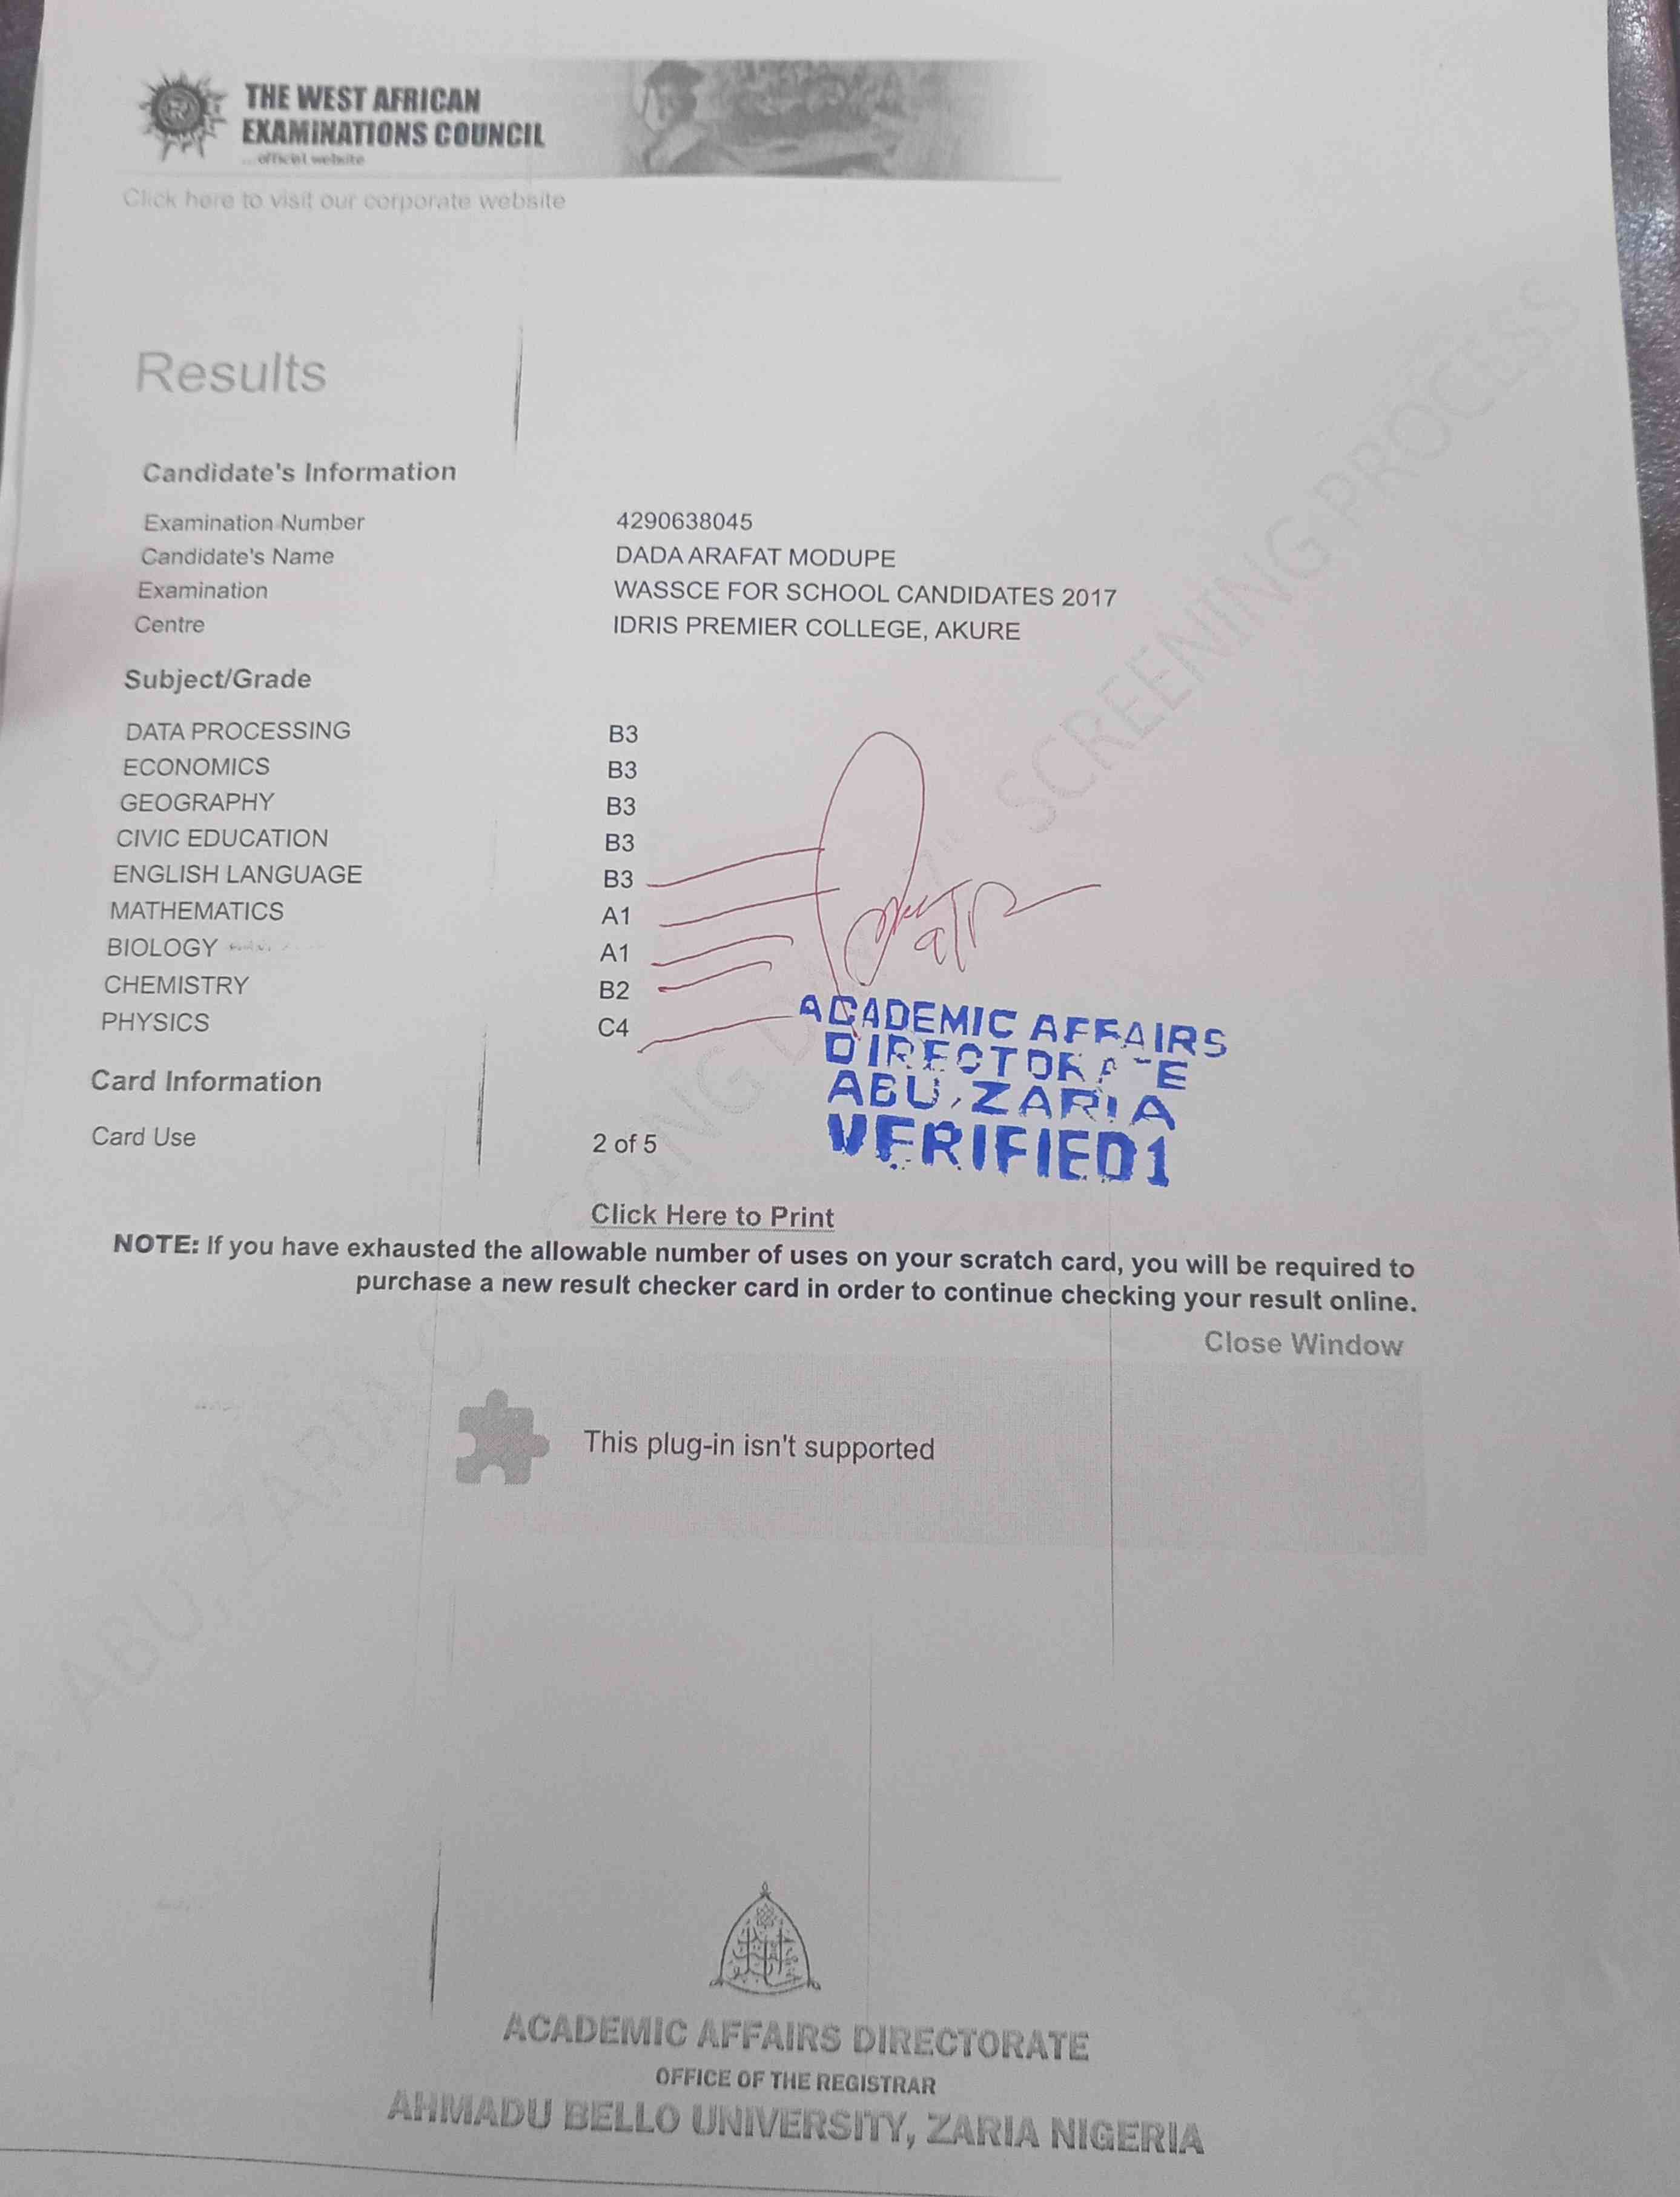 THE WEST AFRICAN
EXAMINATIONS COUNCIL
...official website
Click here to visit our corporate website
Results
Candidate's Information
Examination Number 4290638045
Candidate's Name DADA ARAFAT MODUPE
Examination WASSCE FOR SCHOOL CANDIDATES 2017
Centre IDRIS PREMIER COLLEGE, AKURE
Subject/Grade
DATA PROCESSING B3
ECONOMICS B3
GEOGRAPHY B3
CIVIC EDUCATION B3
ENGLISH LANGUAGE B3
MATHEMATICS A1
BIOLOGY A1
CHEMISTRY B2
PHYSICS C4
ACADEMIC AFFAIRS
DIRECTORATE
ABU, ZARIA
VERIFIED1
Card Information
Card Use 2 of 5
Click Here to Print
NOTE: If you have exhausted the allowable number of uses on your scratch card, you will be required to
purchase a new result checker card in order to continue checking your result online.
Close Window
This plug-in isn't supported
ABU, ZARIA SCREENING PROCESS
ACADEMIC AFFAIRS DIRECTORATE
OFFICE OF THE REGISTRAR
AHMADU BELLO UNIVERSITY, ZARIA NIGERIA